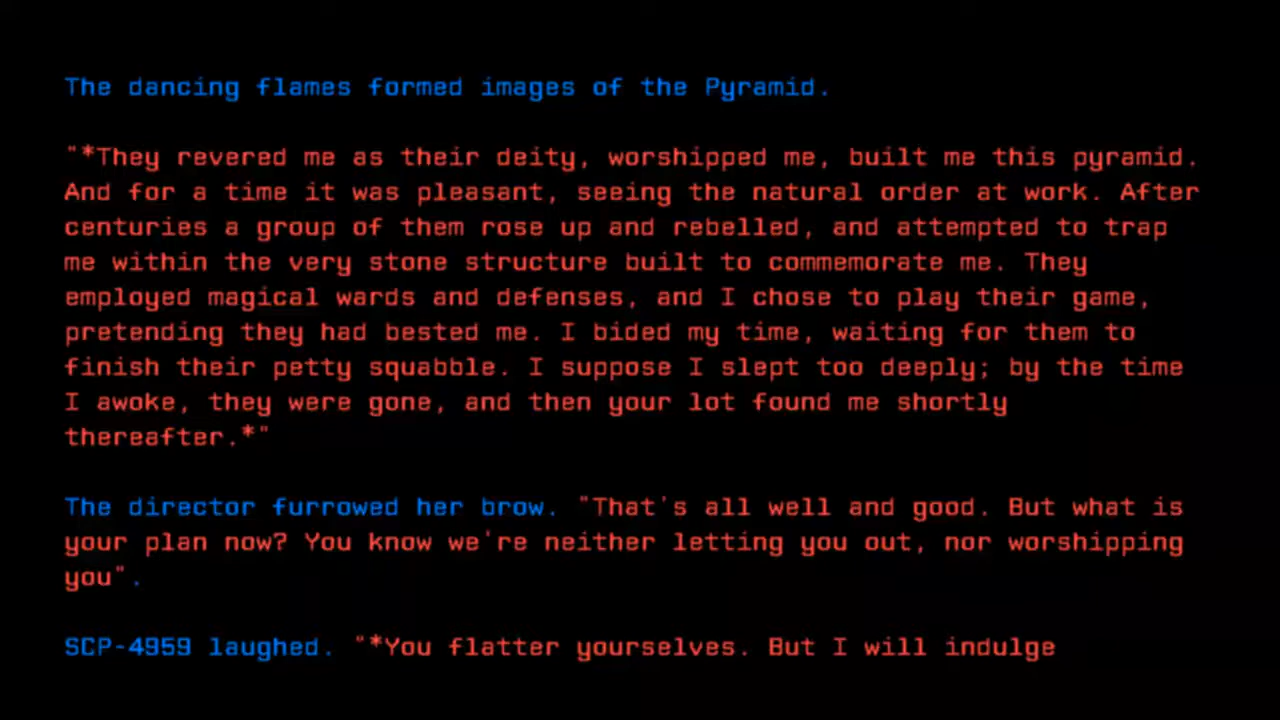 The dancing flames formed images of the Pyramid.
"*They revered me as their deity, worshipped me, built me this pyramid.
And for a time it was pleasant, seeing the natural order at work. After
centuries a group of them rose up and rebelled, and attempted to trap
me within the very stone structure built to commemorate me. They
employed magical wards and defenses, and I chose to play their game,
pretending they had bested me. I bided my time, waiting for them to
finish their petty squabble. I suppose I slept too deeply; by the time
I awoke, they were gone, and then your lot found me shortly
thereafter.*"
The director furrowed her brow. "That's all well and good. But what is
your plan now? You know we're neither letting you out, nor worshipping
you".
SCP-4959 laughed. "*You flatter yourselves. But I will indulge